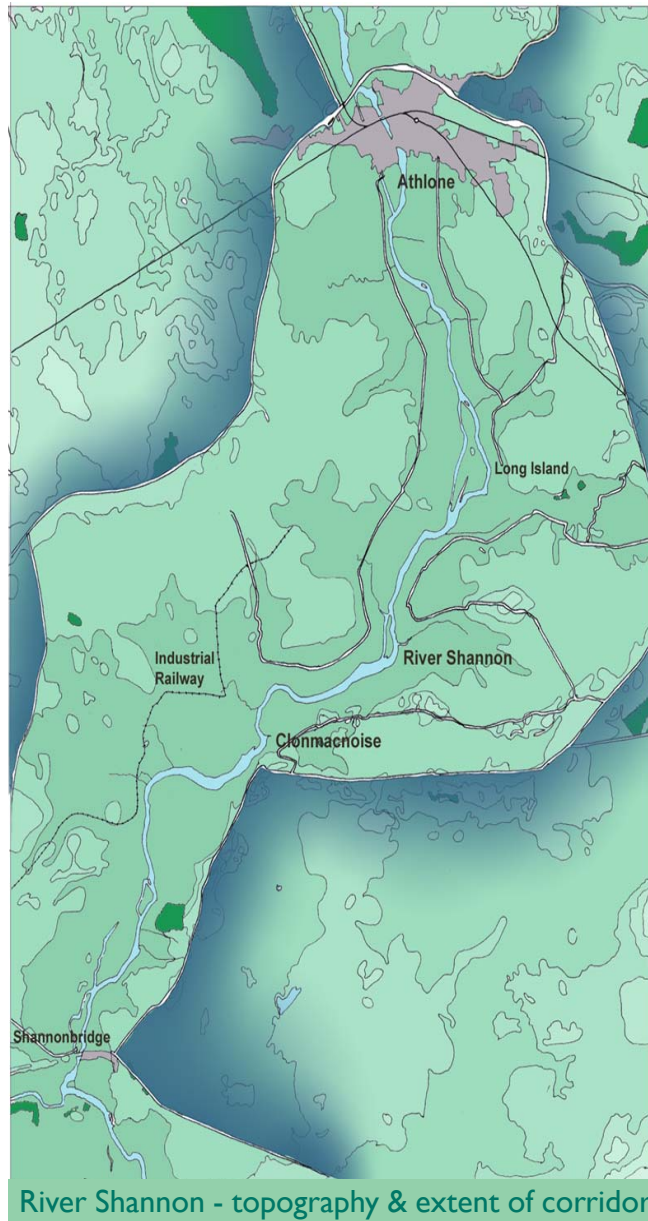 Athlone
Long Island
River Shannon
Industrial
Railway
Clonmacnoise
Shannonbridge
River Shannon - topography & extent of corridor